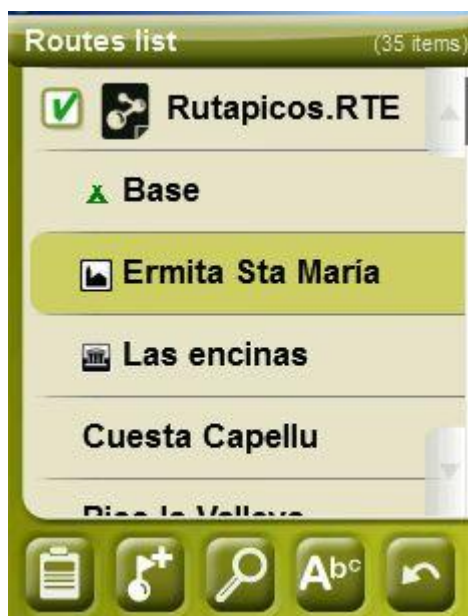 Routes list (35 items)
Rutapicos.RTE
Base
Ermita Sta María
Las encinas
Cuesta Capellu
Abc